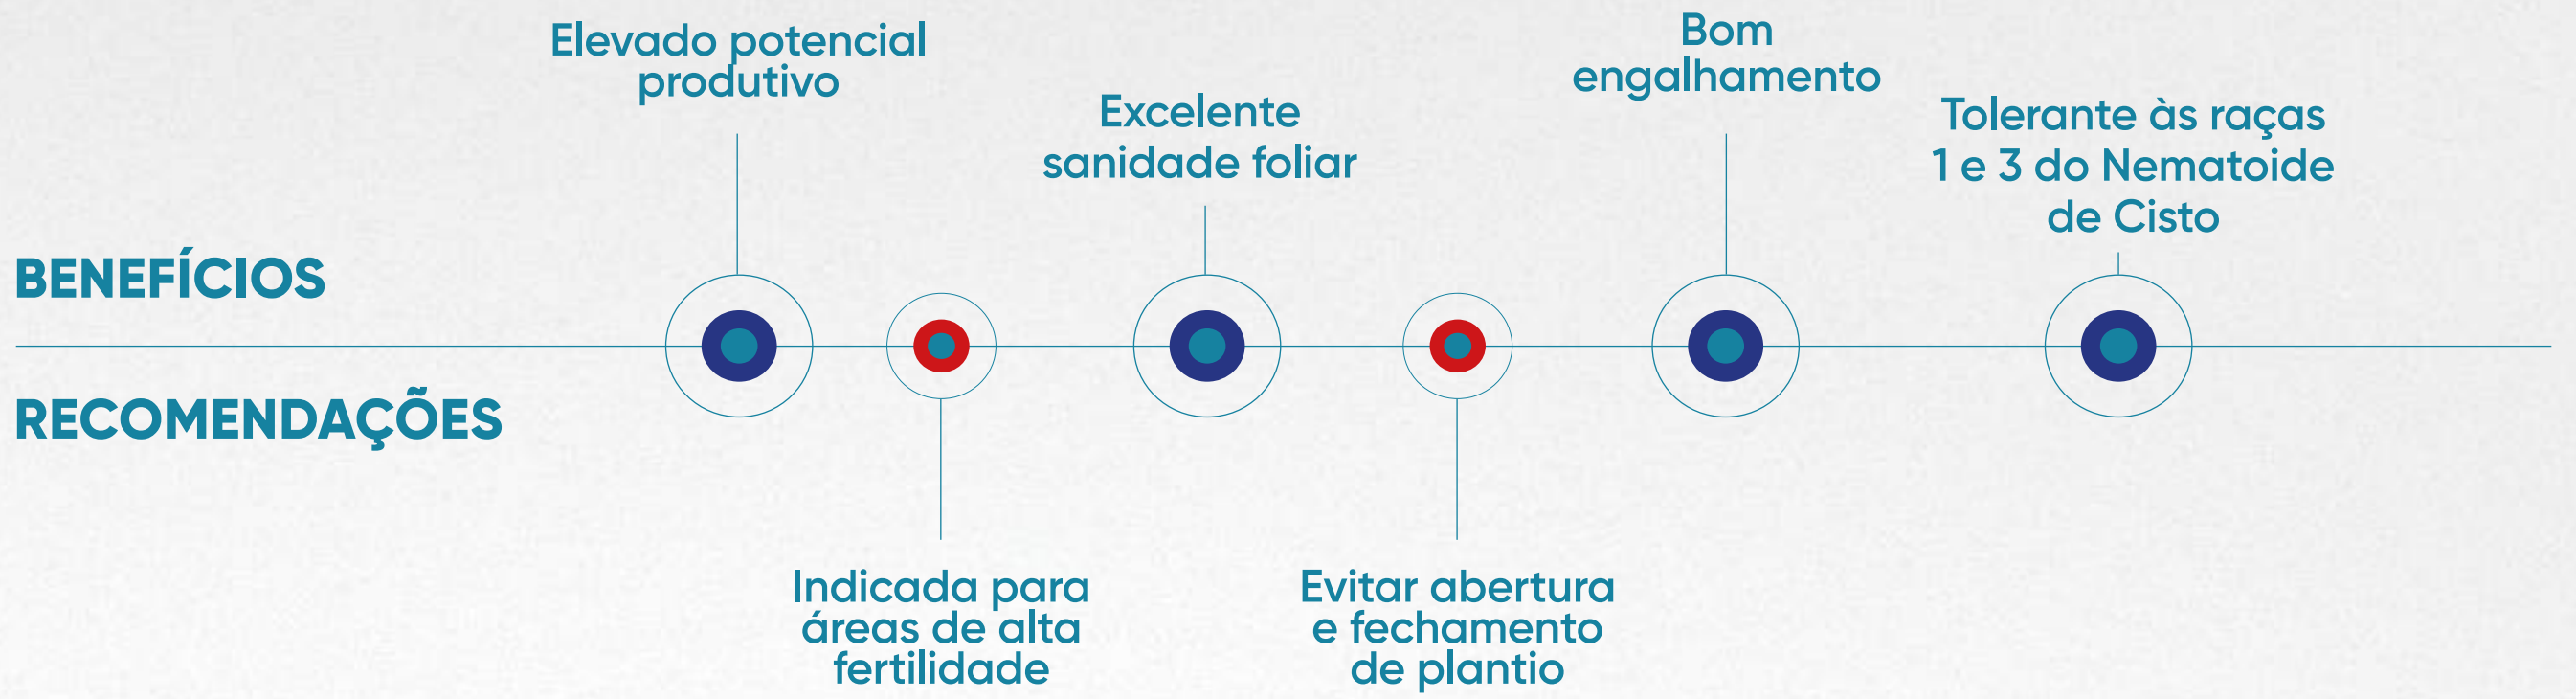 BENEFÍCIOS
Elevado potencial
produtivo
Excelente
sanidade foliar
Bom
engalhamento
Tolerante às raças
1 e 3 do Nematoide
de Cisto
RECOMENDAÇÕES
Indicada para
áreas de alta
fertilidade
Evitar abertura
e fechamento
de plantio